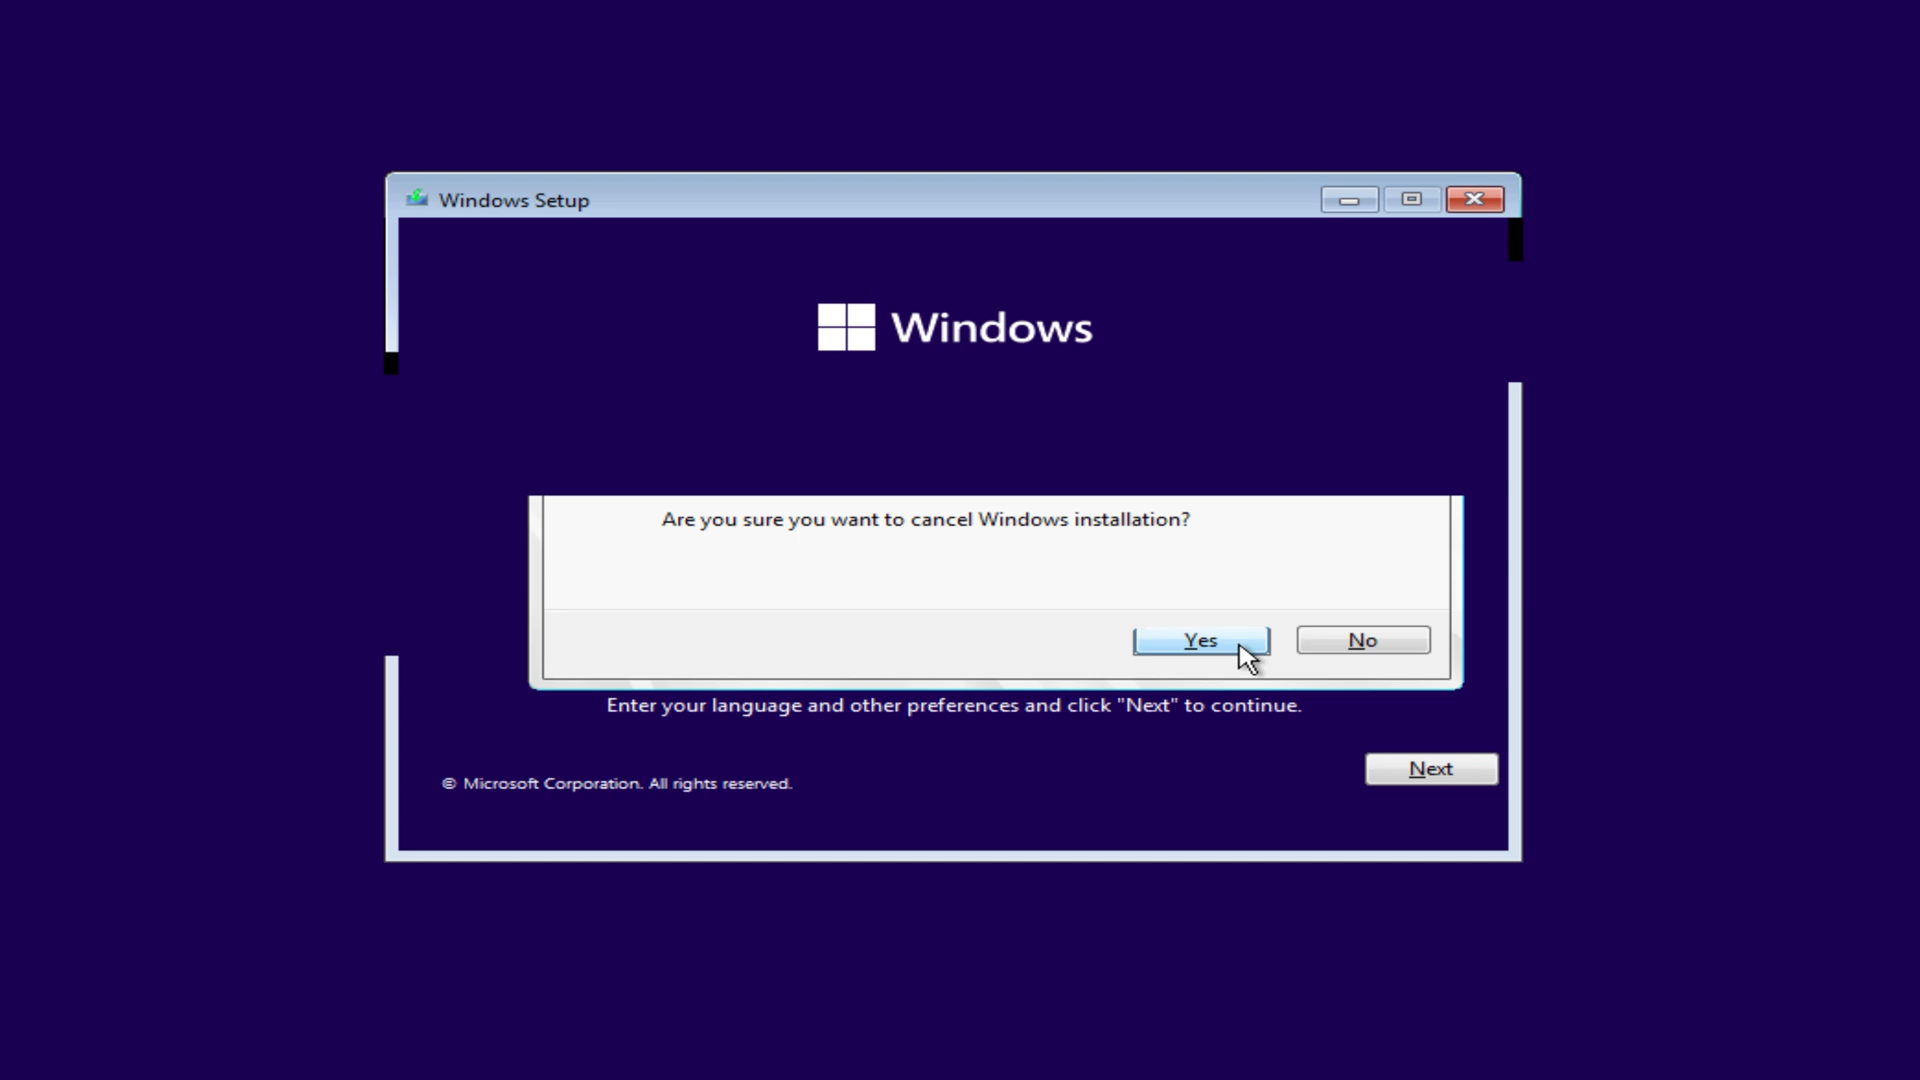 Windows Setup
Windows
Are you sure you want to cancel Windows installation?
Yes
No
Enter your language and other preferences and click "Next" to continue.
Next
© Microsoft Corporation. All rights reserved.